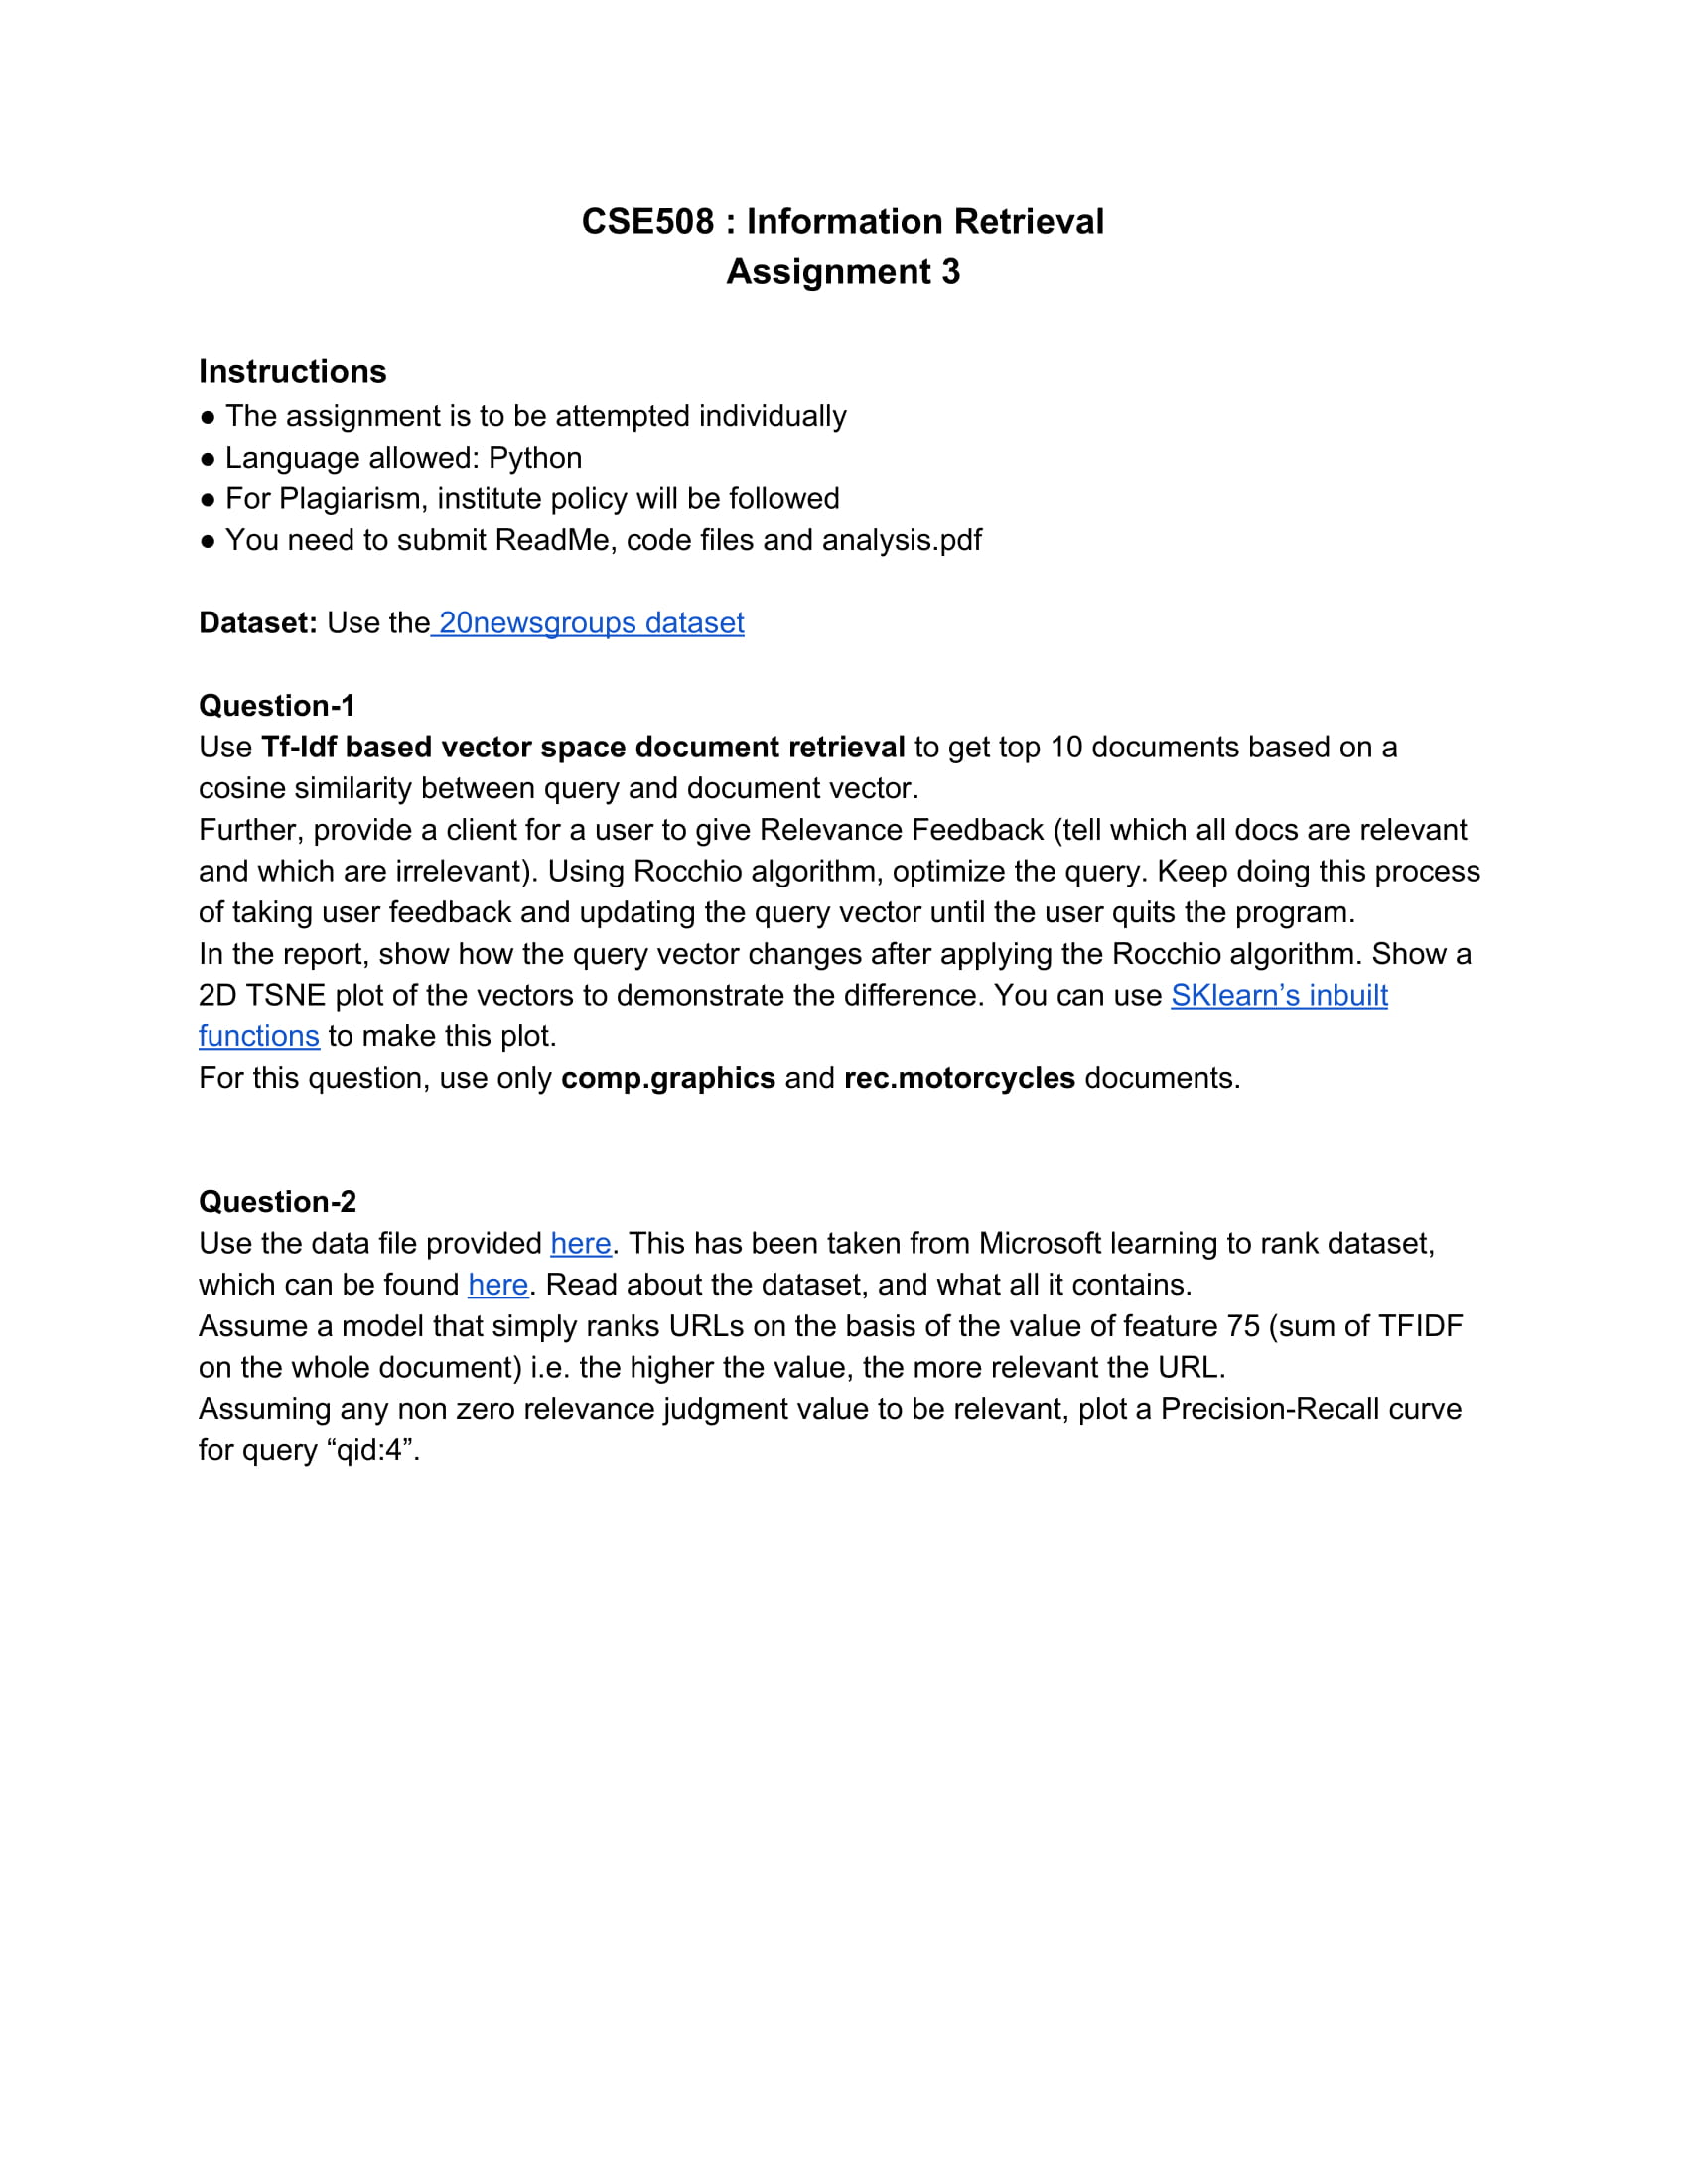 CSE508 : Information Retrieval
Assignment 3
Instructions
● The assignment is to be attempted individually
● Language allowed: Python
● For Plagiarism, institute policy will be followed
● You need to submit ReadMe, code files and analysis.pdf
Dataset: Use the 20newsgroups dataset
Question-1
Use Tf-Idf based vector space document retrieval to get top 10 documents based on a
cosine similarity between query and document vector.
Further, provide a client for a user to give Relevance Feedback (tell which all docs are relevant
and which are irrelevant). Using Rocchio algorithm, optimize the query. Keep doing this process
of taking user feedback and updating the query vector until the user quits the program.
In the report, show how the query vector changes after applying the Rocchio algorithm. Show a
2D TSNE plot of the vectors to demonstrate the difference. You can use SKlearn’s inbuilt
functions to make this plot.
For this question, use only comp.graphics and rec.motorcycles documents.
Question-2
Use the data file provided here. This has been taken from Microsoft learning to rank dataset,
which can be found here. Read about the dataset, and what all it contains.
Assume a model that simply ranks URLs on the basis of the value of feature 75 (sum of TFIDF
on the whole document) i.e. the higher the value, the more relevant the URL.
Assuming any non zero relevance judgment value to be relevant, plot a Precision-Recall curve
for query “qid:4”.